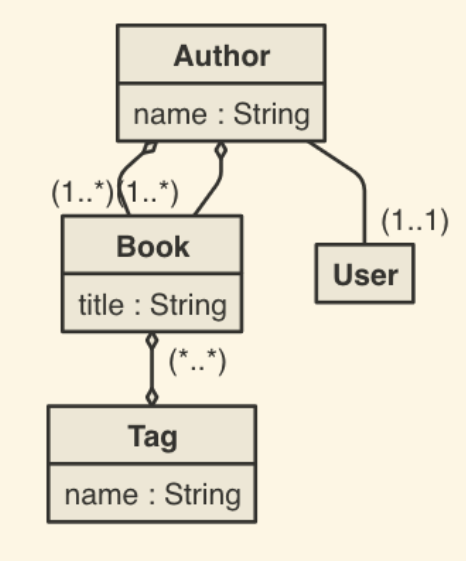 Author
name : String
(1..*)
(1..*)
Book
title : String
(1..1)
User
(*..*)
Tag
name : String